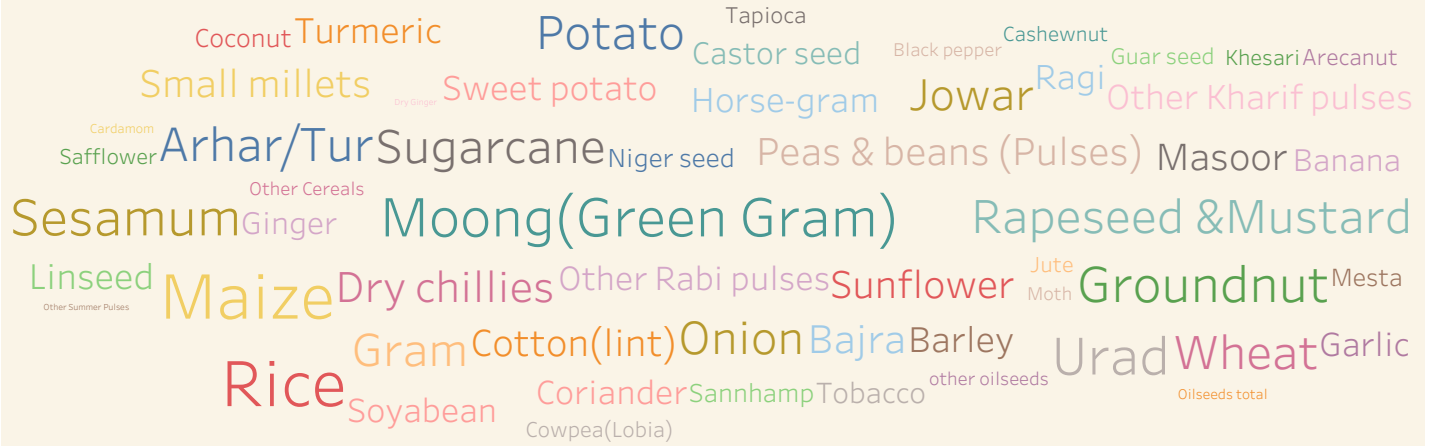 Tapioca
Coconut Turmeric Potato Cashewnut
Castor seed Black pepper Guar seed Khesari Arecanut
Small millets Dry Ginger Sweet potato Horse-gram Jowar Ragi Other Kharif pulses
Cardamom
Safflower Arhar/Tur Sugarcane Niger seed Peas & beans (Pulses) Masoor Banana
Other Cereals
Sesamum Ginger Moong(Green Gram) Rapeseed &Mustard
Linseed Maize Dry chillies Other Rabi pulses Sunflower Jute Groundnut Mesta
Moth
Other Summer Pulses
Gram Cotton(lint) Onion Bajra Barley Urad Wheat Garlic
Rice Coriander Sannhamp Tobacco other oilseeds Oilseeds total
Soyabean
Cowpea(Lobia)